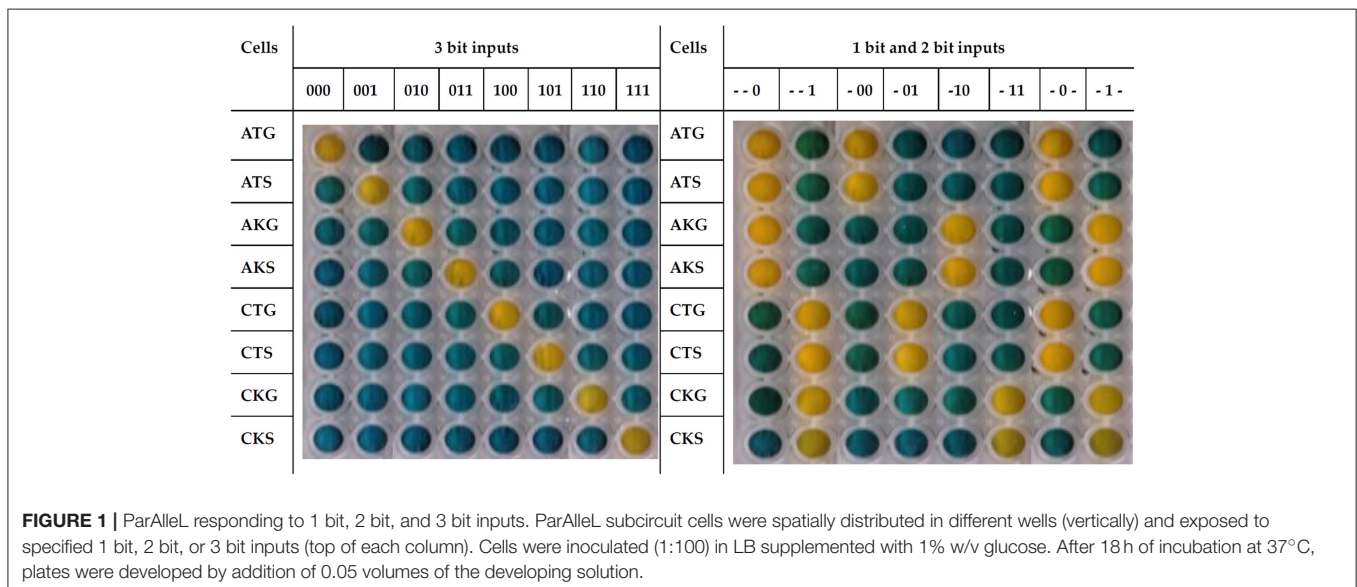 Cells 3 bit inputs Cells 1 bit and 2 bit inputs
000 001 010 011 100 101 110 111 - - 0 - - 1 - 00 - 01 -10 - 11 - 0 - - 1 -
ATG ATG
ATS ATS
AKG AKG
AKS AKS
CTG CTG
CTS CTS
CKG CKG
CKS CKS
FIGURE 1 | ParAlleL responding to 1 bit, 2 bit, and 3 bit inputs. ParAlleL subcircuit cells were spatially distributed in different wells (vertically) and exposed to
specified 1 bit, 2 bit, or 3 bit inputs (top of each column). Cells were inoculated (1:100) in LB supplemented with 1% w/v glucose. After 18 h of incubation at 37°C,
plates were developed by addition of 0.05 volumes of the developing solution.